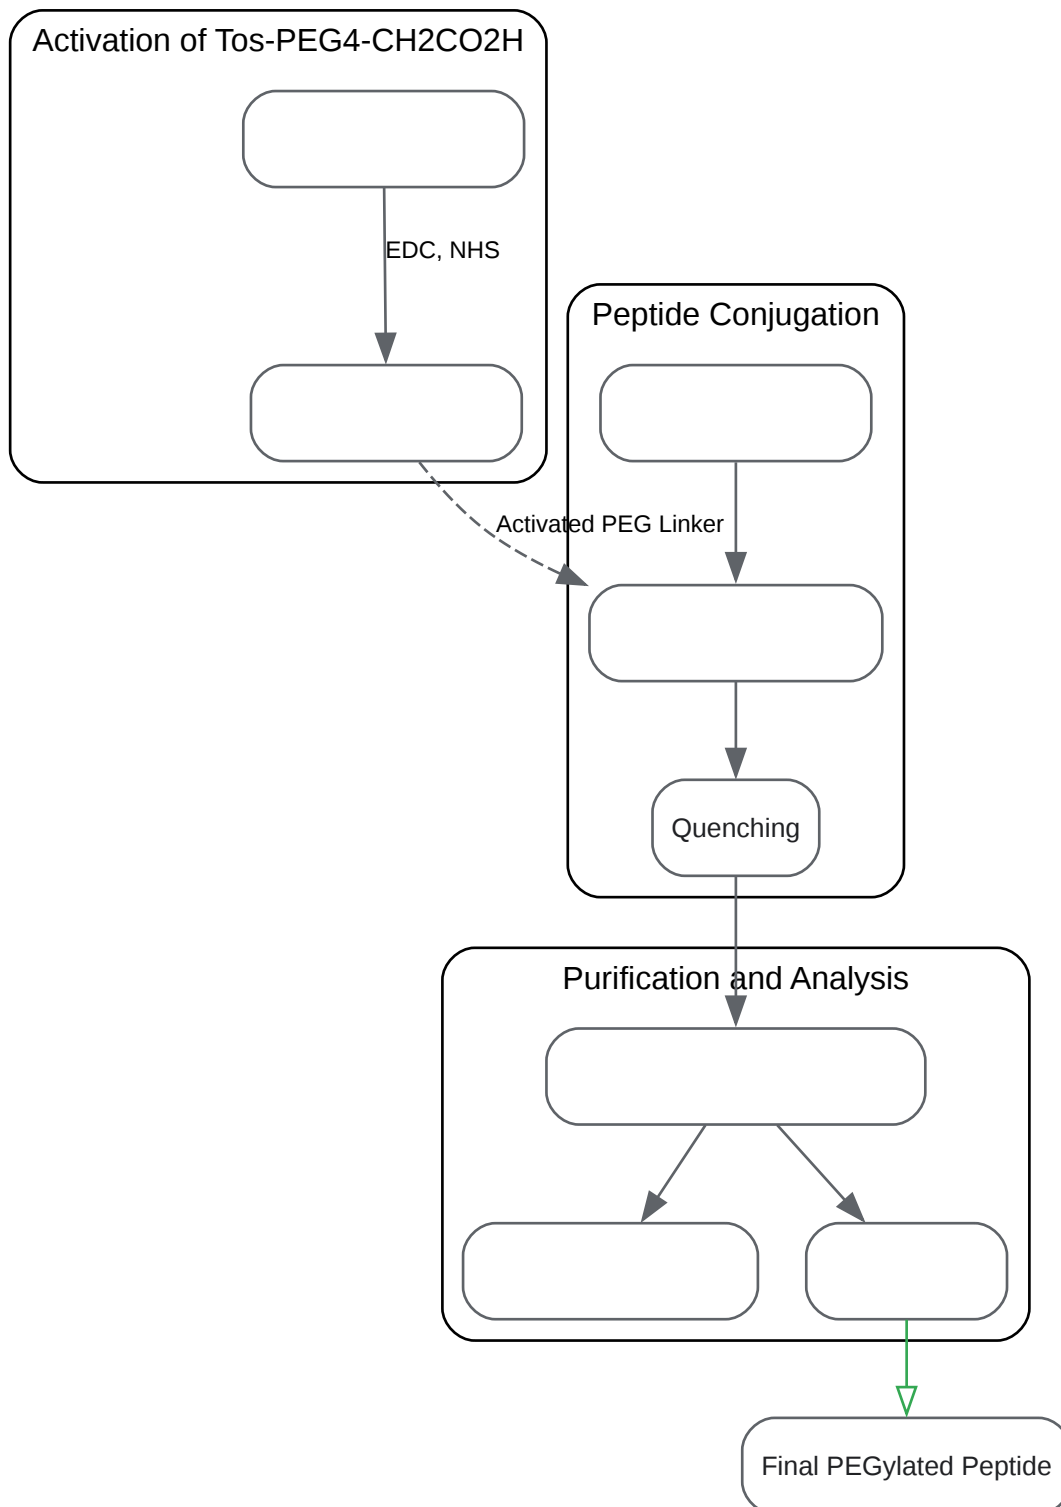 Activation of Tos-PEG4-CH2CO2H
EDC, NHS
Peptide Conjugation
Activated PEG Linker
Quenching
Purification and Analysis
Final PEGylated Peptide